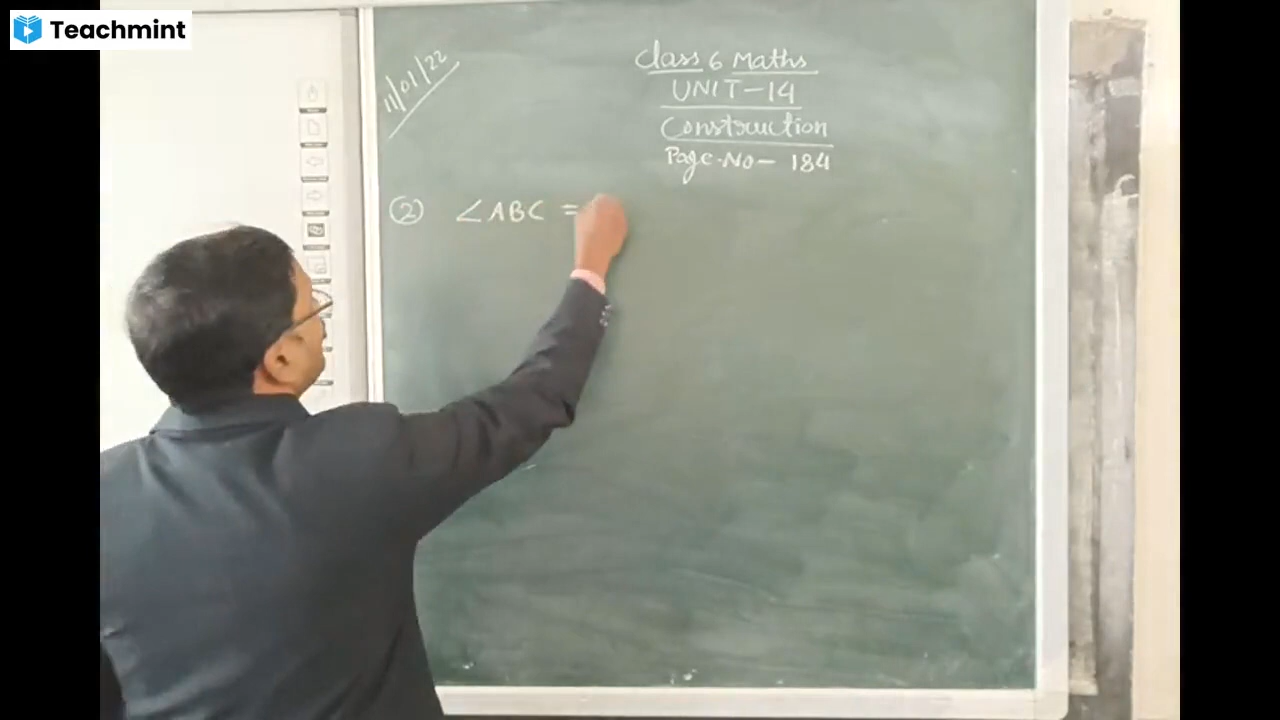 Teachmint
11/01/22
Class 6 Maths
UNIT-14
Construction
Page-No- 184
② ∠ABC =